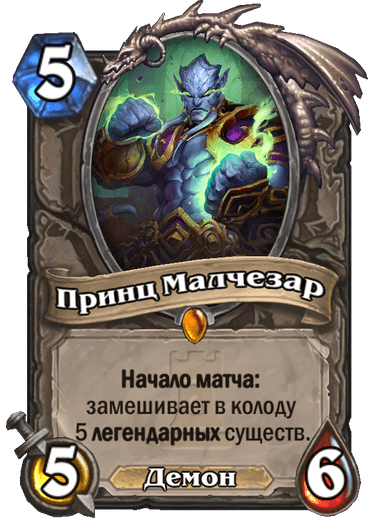 5
Принц Малчезар
Начало матча:
замешивает в колоду
5 легендарных существ.
5
Демон
6